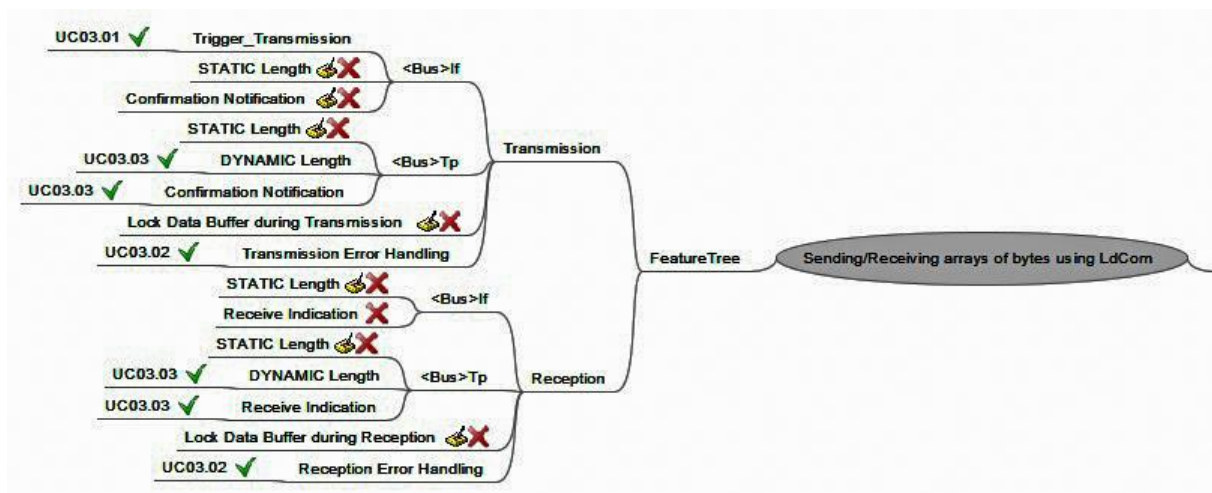 UC03.01 Trigger_Transmission
STATIC Length <Bus>If
Confirmation Notification
STATIC Length
Transmission
UC03.03 DYNAMIC Length <Bus>Tp
UC03.03 Confirmation Notification
Lock Data Buffer during Transmission
UC03.02 Transmission Error Handling
FeatureTree Sending/Receiving arrays of bytes using LdCom
STATIC Length
<Bus>If
Receive Indication
STATIC Length
UC03.03 DYNAMIC Length <Bus>Tp Reception
UC03.03 Receive Indication
Lock Data Buffer during Reception
UC03.02 Reception Error Handling